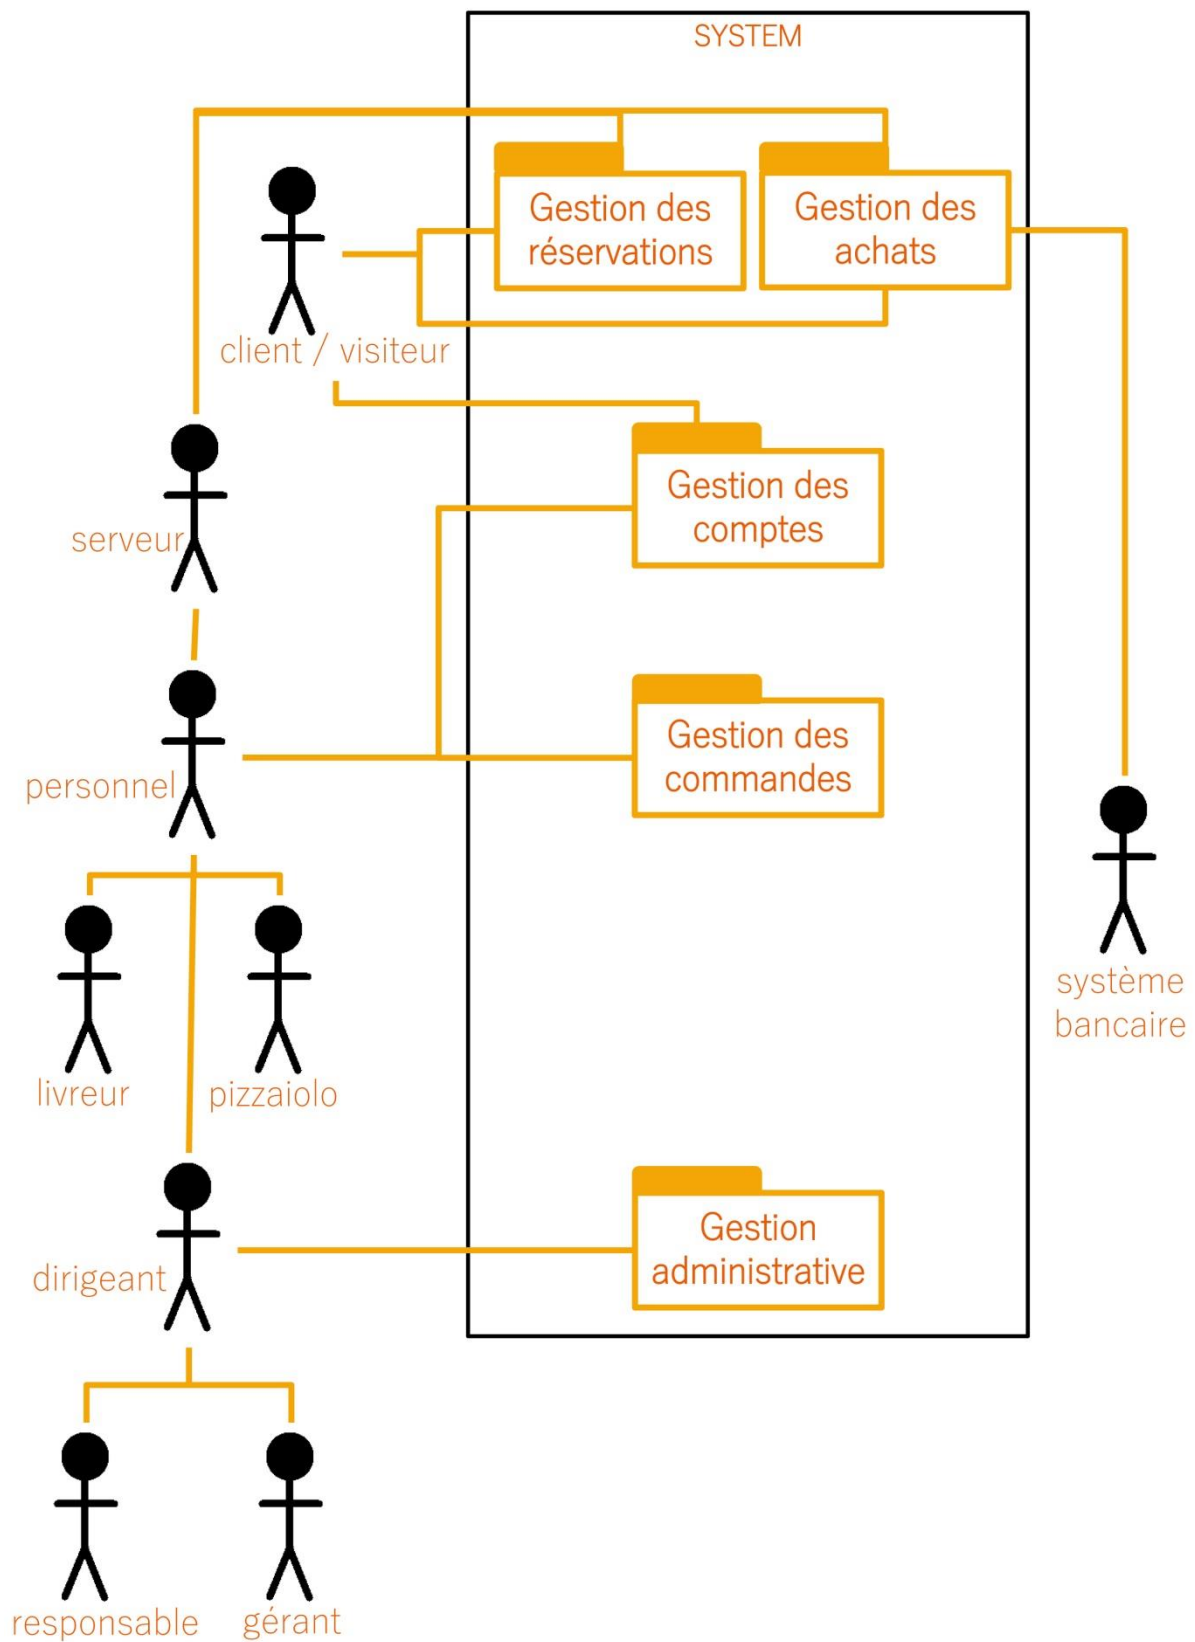 SYSTEM
Gestion des
réservations
Gestion des
achats
client / visiteur
Gestion des
comptes
serveur
Gestion des
commandes
personnel
système
bancaire
livreur
pizzaiolo
Gestion
administrative
dirigeant
responsable
gérant